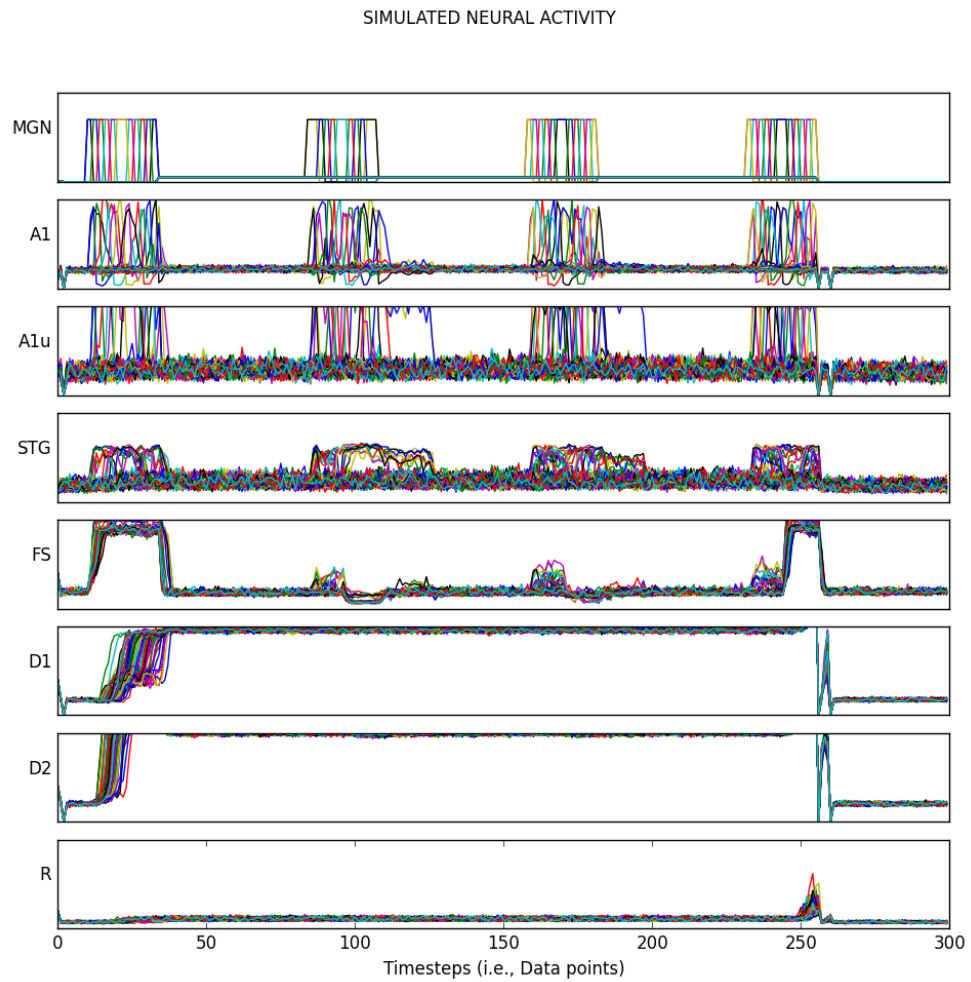 SIMULATED NEURAL ACTIVITY
MGN
A1
A1u
STG
FS
D1
D2
R
0 50 100 150 200 250 300
Timesteps (i.e., Data points)